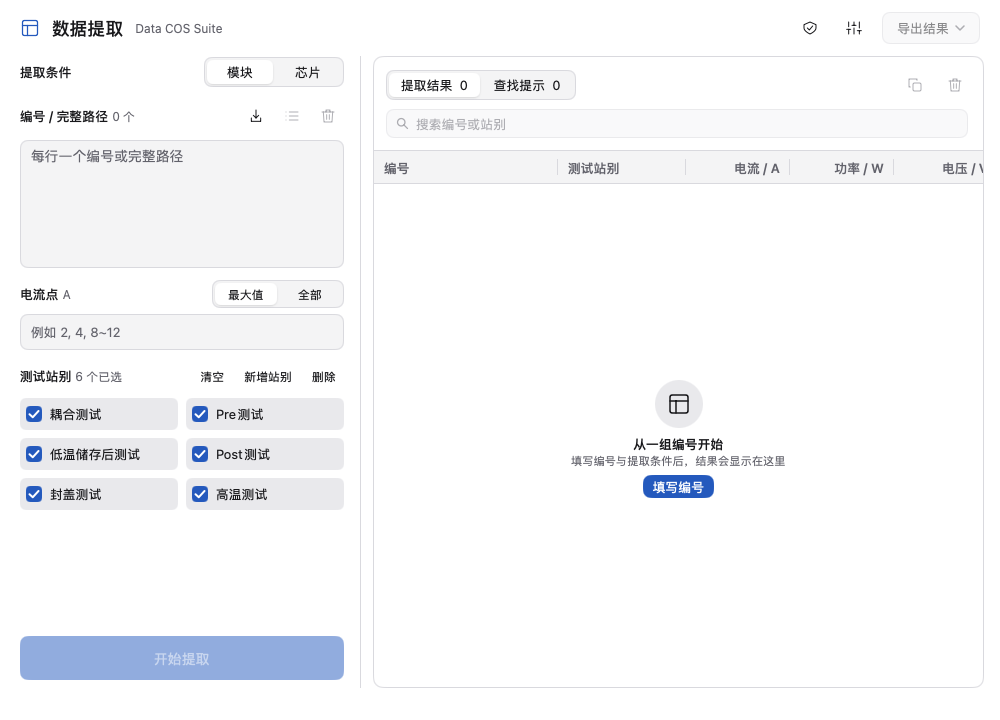 数据提取 Data COS Suite
导出结果
提取条件
模块 芯片
编号 / 完整路径 0 个
每行一个编号或完整路径
电流点 A
最大值 全部
例如 2, 4, 8~12
测试站别 6 个已选
清空 新增站别 删除
耦合测试 Pre测试
低温储存后测试 Post测试
封盖测试 高温测试
开始提取
提取结果 0 查找提示 0
搜索编号或站别
编号 测试站别 电流 / A 功率 / W 电压 / V
从一组编号开始
填写编号与提取条件后，结果会显示在这里
填写编号